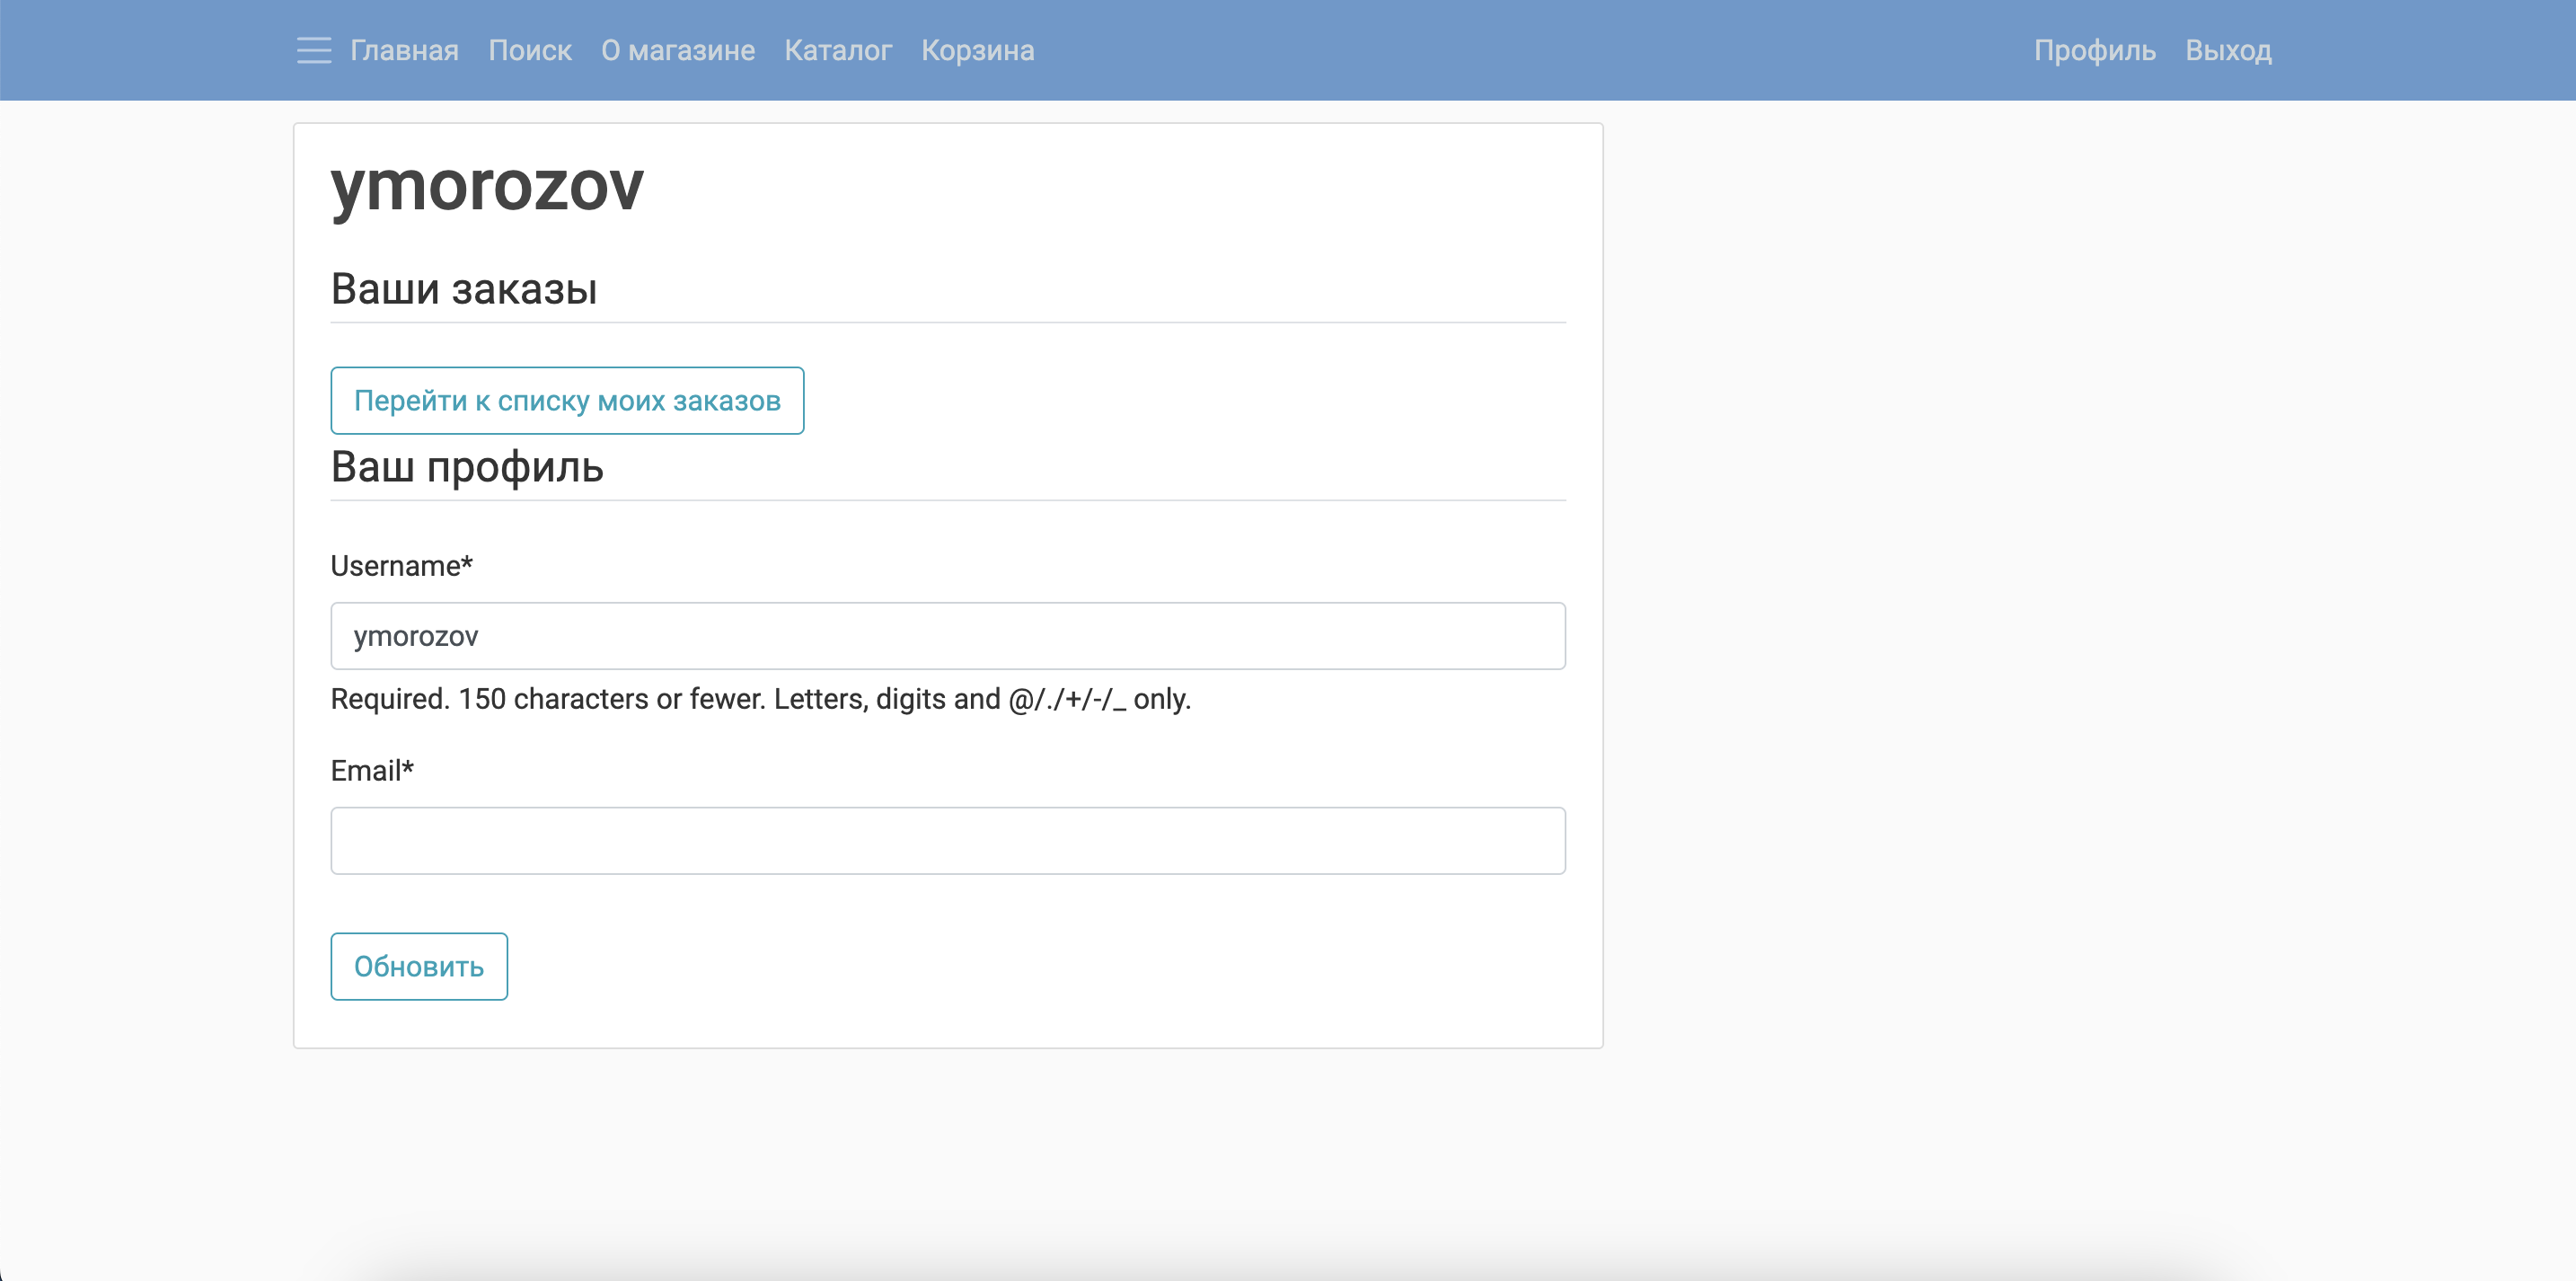 Главная Поиск О магазине Каталог Корзина Профиль Выход
ymorozov
Ваши заказы
Перейти к списку моих заказов
Ваш профиль
Username*
ymorozov
Required. 150 characters or fewer. Letters, digits and @/./+/-/_ only.
Email*
Обновить